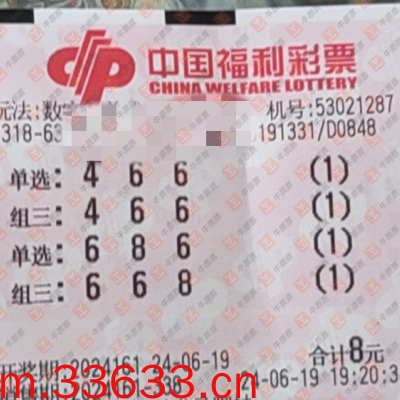 中国福利彩票
CHINA WELFARE LOTTERY
玩法:数字 机号:53021287
318-63 191331/D0848
单选: 4 6 6 (1)
组三: 4 6 6 (1)
单选: 6 8 6 (1)
组三: 6 6 8 (1)
开奖期:2024161 24-06-19 合计8元
24-06-19 19:20:3
m.33633.cn